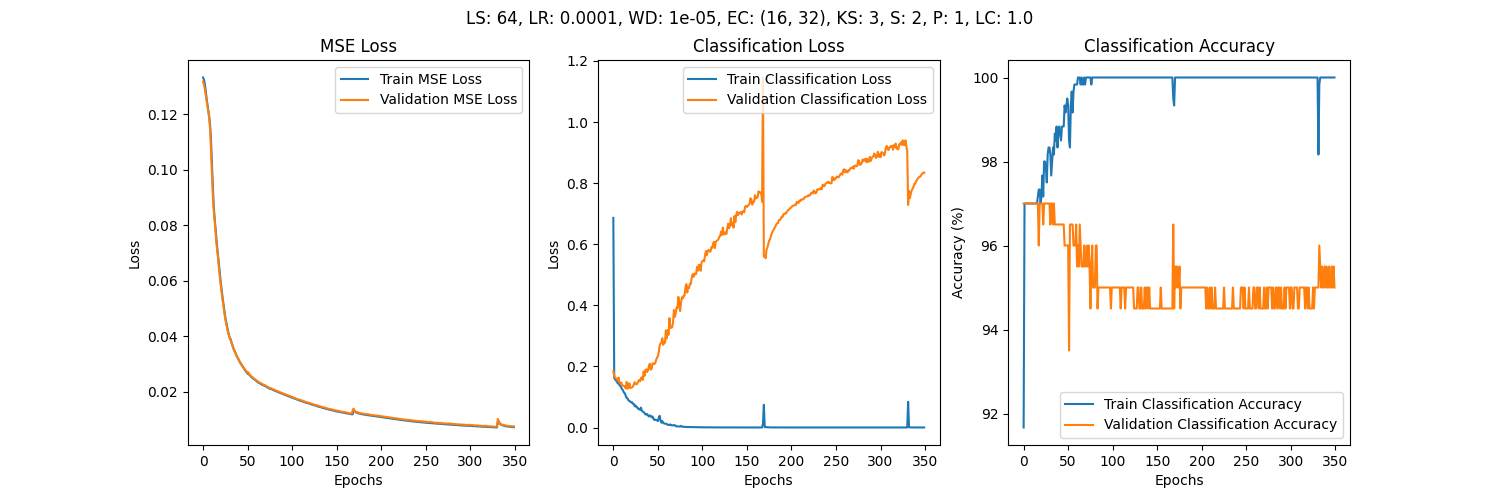 LS: 64, LR: 0.0001, WD: 1e-05, EC: (16, 32), KS: 3, S: 2, P: 1, LC: 1.0
MSE Loss
Train MSE Loss
Validation MSE Loss
Loss
0.12
0.10
0.08
0.06
0.04
0.02
0 50 100 150 200 250 300 350
Epochs
Classification Loss
Train Classification Loss
Validation Classification Loss
Loss
1.2
1.0
0.8
0.6
0.4
0.2
0.0
0 50 100 150 200 250 300 350
Epochs
Classification Accuracy
Accuracy (%)
100
98
96
94
92
Train Classification Accuracy
Validation Classification Accuracy
0 50 100 150 200 250 300 350
Epochs